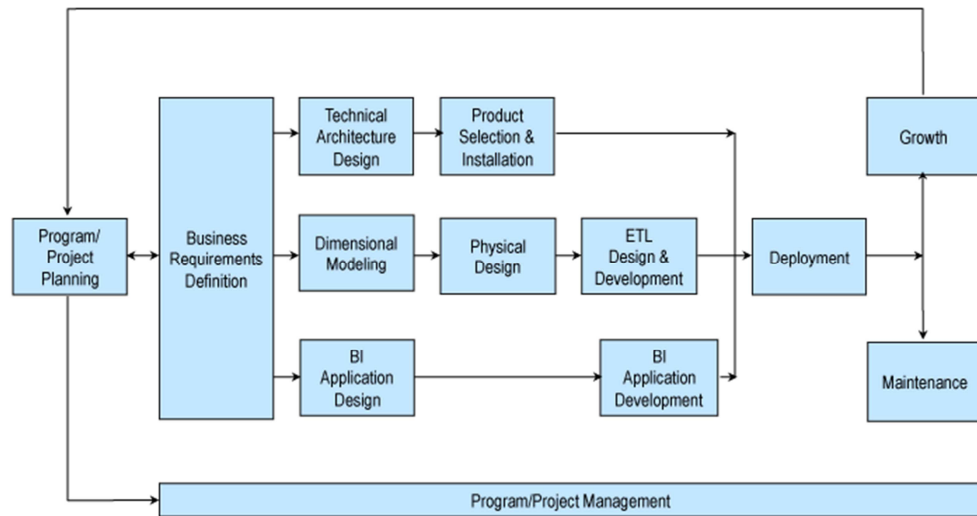 Technical
Architecture
Design
Product
Selection &
Installation
Growth
Program/
Project
Planning
Business
Requirements
Definition
Dimensional
Modeling
Physical
Design
ETL
Design &
Development
Deployment
BI
Application
Design
BI
Application
Development
Maintenance
Program/Project Management